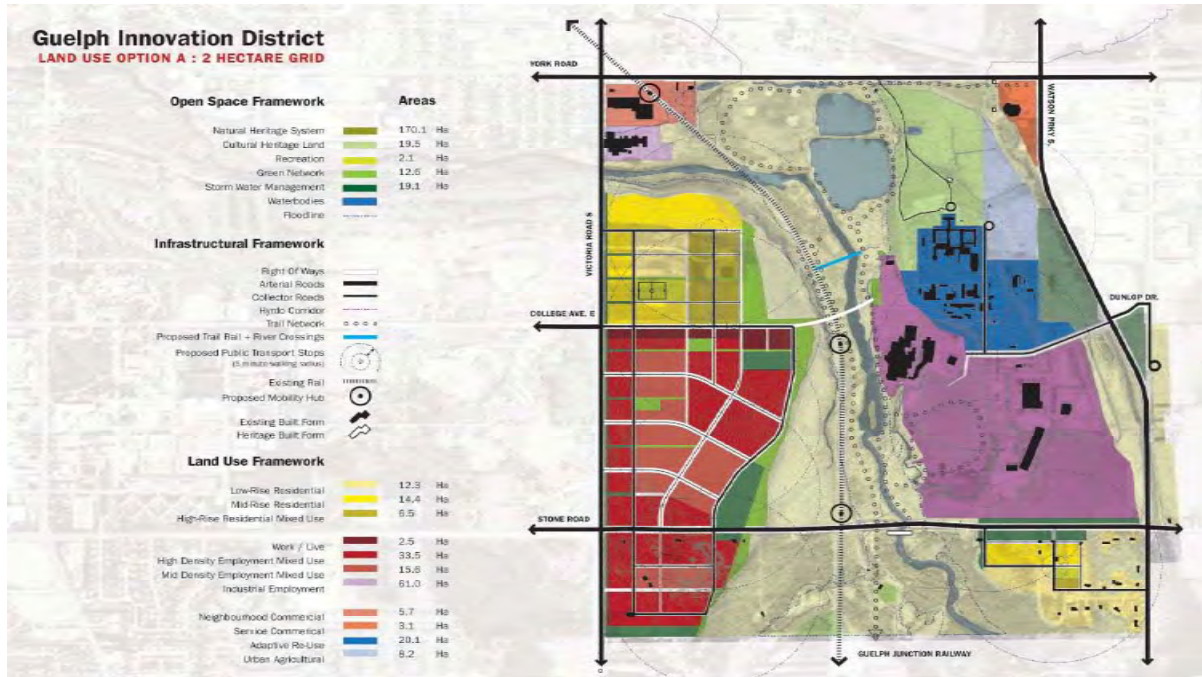 Guelph Innovation District
LAND USE OPTION A : 2 HECTARE GRID
Open Space Framework Areas
Natural Heritage System 170.1 Ha
Cultural Heritage Land 19.5 Ha
Recreation 2.1 Ha
Green Network 12.6 Ha
Storm Water Management 19.1 Ha
Waterbodies
Floodline
Infrastructural Framework
Right Of Ways
Arterial Roads
Collector Roads
Hydro Corridor
Trail Network
Proposed Trail Rail + River Crossings
Proposed Public Transport Stops
(5 minute walking radius)
Existing Rail
Proposed Mobility Hub
Existing Built Form
Heritage Built Form
Land Use Framework
Low-Rise Residential 12.3 Ha
Mid-Rise Residential 14.4 Ha
High-Rise Residential Mixed Use 6.5 Ha
Work / Live 2.5 Ha
High Density Employment Mixed Use 33.5 Ha
Mid Density Employment Mixed Use 15.6 Ha
Industrial Employment 61.0 Ha
Neighbourhood Commercial 5.7 Ha
Service Commerical 3.1 Ha
Adaptive Re-Use 20.1 Ha
Urban Agricultural 8.2 Ha
YORK ROAD
WATSON PRKY S.
VICTORIA ROAD S
COLLEGE AVE. E
DUNLOP DR.
STONE ROAD
GUELPH JUNCTION RAILWAY